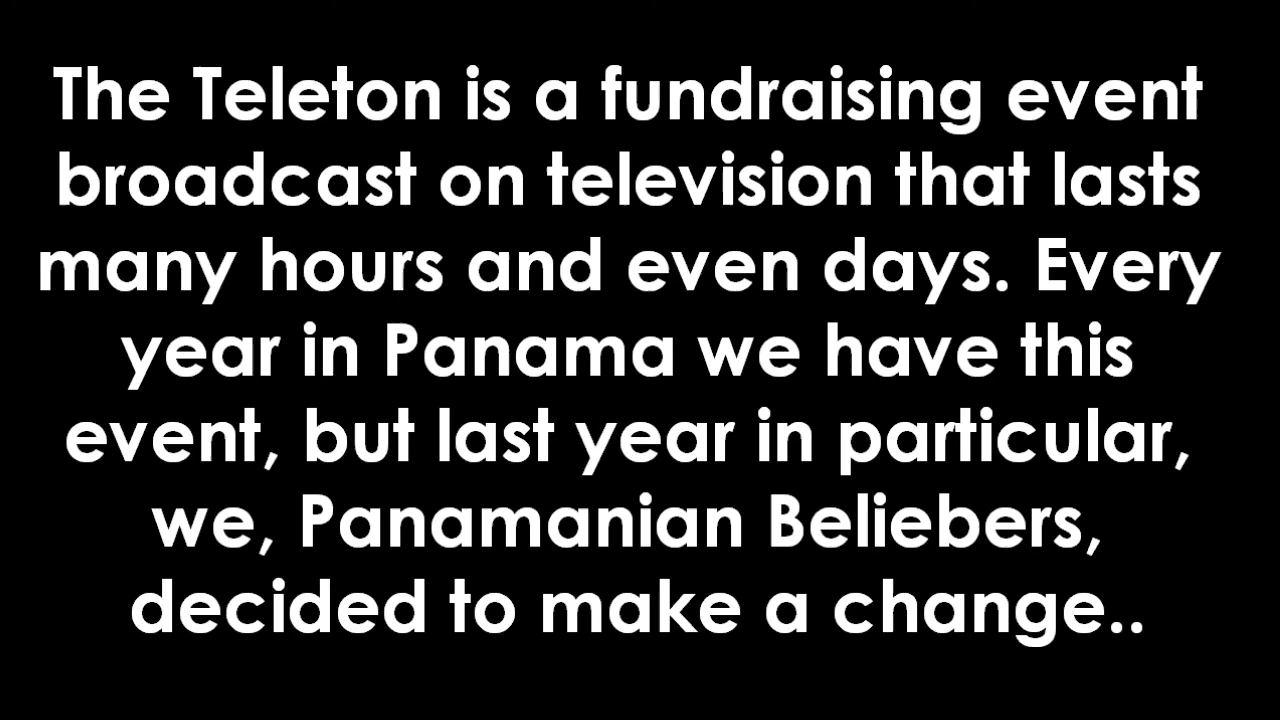 The Teleton is a fundraising event
broadcast on television that lasts
many hours and even days. Every
year in Panama we have this
event, but last year in particular,
we, Panamanian Beliebers,
decided to make a change..